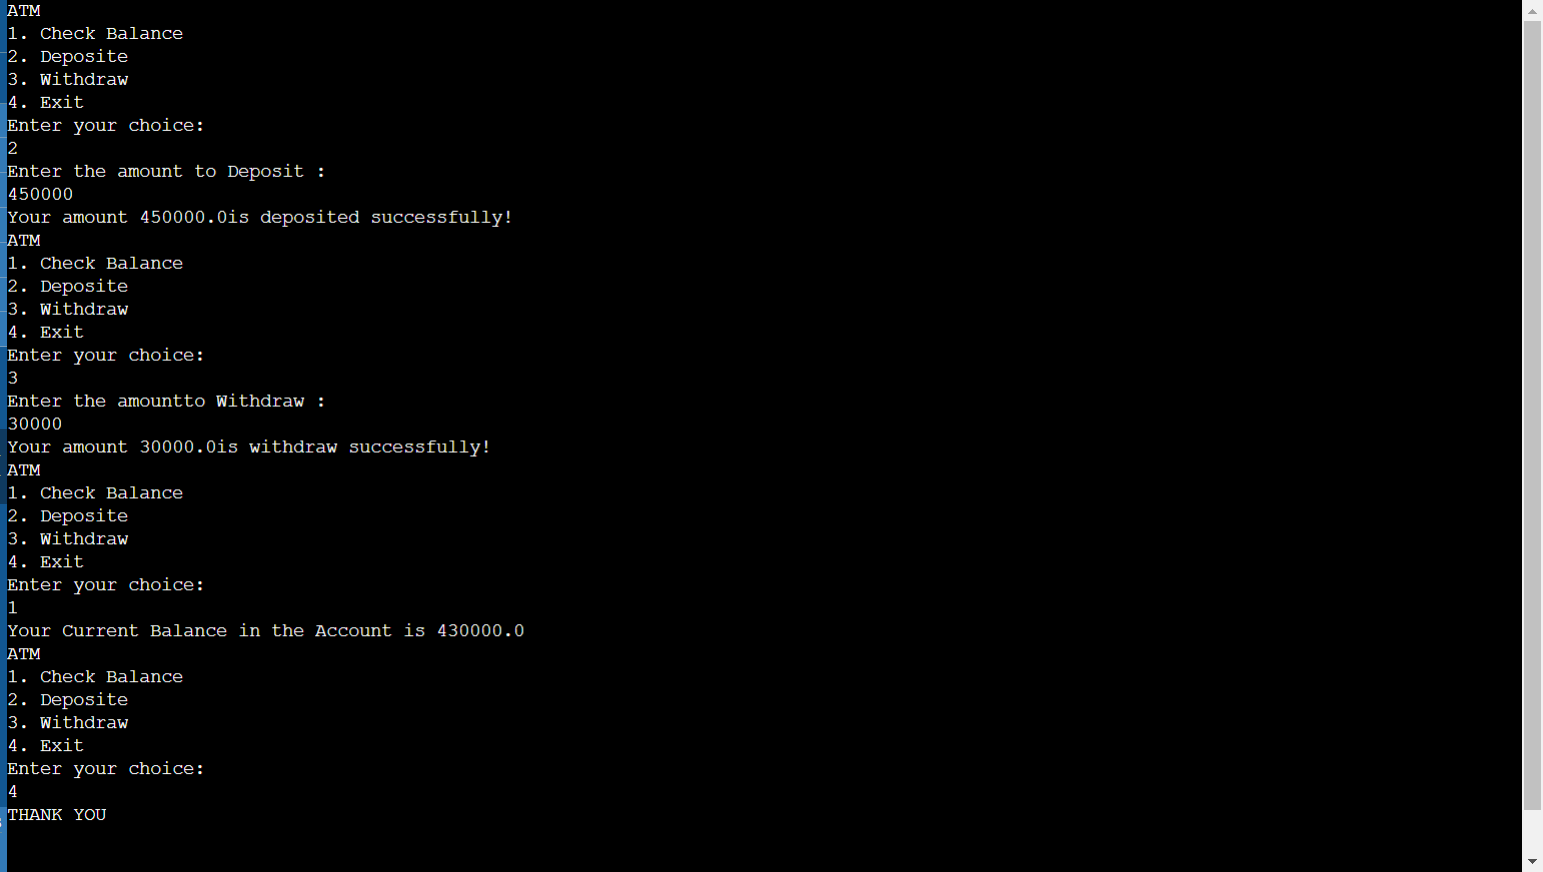 ATM
1. Check Balance
2. Deposite
3. Withdraw
4. Exit
Enter your choice:
2
Enter the amount to Deposit :
450000
Your amount 450000.0is deposited successfully!
ATM
1. Check Balance
2. Deposite
3. Withdraw
4. Exit
Enter your choice:
3
Enter the amountto Withdraw :
30000
Your amount 30000.0is withdraw successfully!
ATM
1. Check Balance
2. Deposite
3. Withdraw
4. Exit
Enter your choice:
1
Your Current Balance in the Account is 430000.0
ATM
1. Check Balance
2. Deposite
3. Withdraw
4. Exit
Enter your choice:
4
THANK YOU